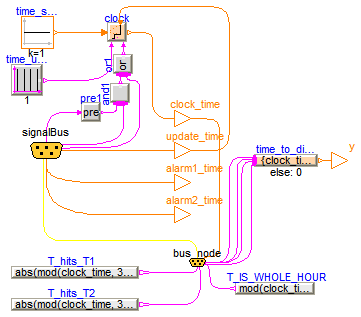 time_s...
clock
k=1
time_u...
or1
or
1
and1
pre1
pre
clock_time
signalBus
update_time
time_to_di...
y
{clock_ti...
else: 0
alarm1_time
alarm2_time
bus_node
T_hits_T1
abs(mod(clock_time, 3...
T_IS_WHOLE_HOUR
mod(clock_ti...
T_hits_T2
abs(mod(clock_time, 3...